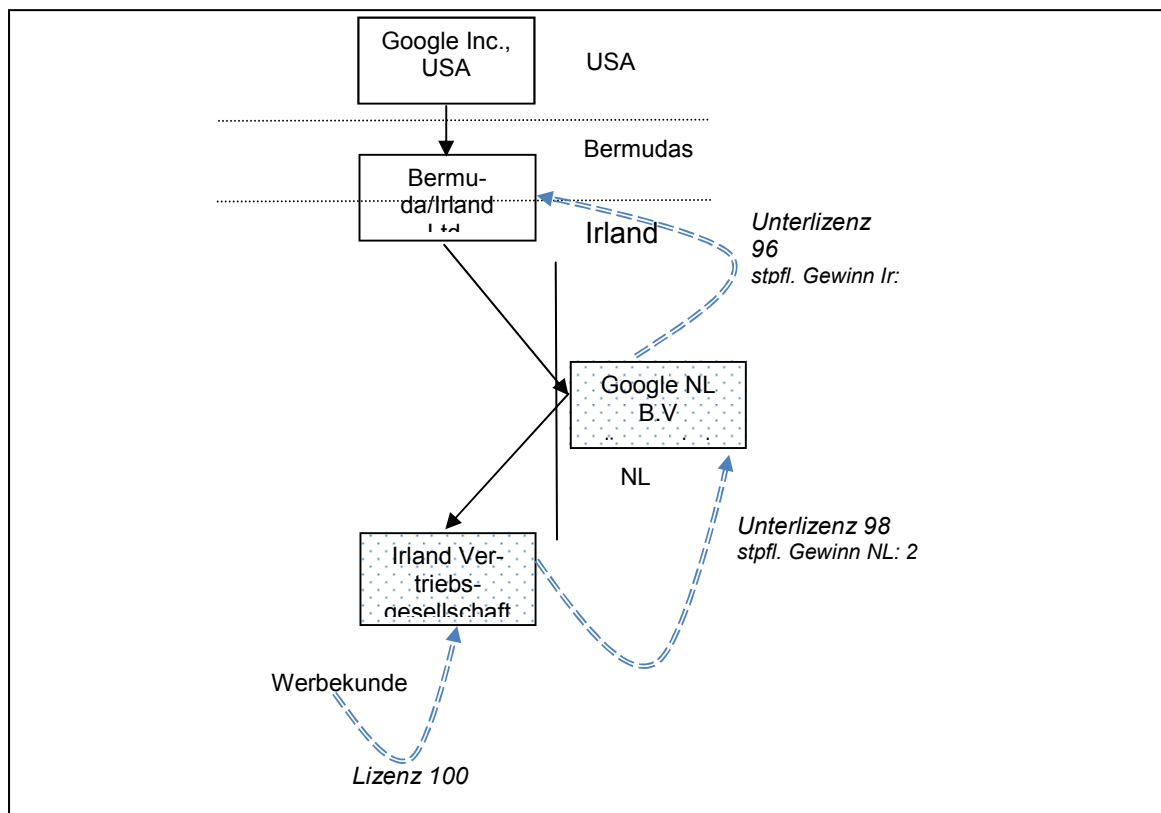 Google Inc.,
USA
USA
Bermudas
Bermu-
da/Irland
Ltd
Irland
Unterlizenz
96
stpfl. Gewinn Ir:
Google NL
B.V
NL
Unterlizenz 98
stpfl. Gewinn NL: 2
Irland Ver-
triebs-
gesellschaft
Werbekunde
Lizenz 100